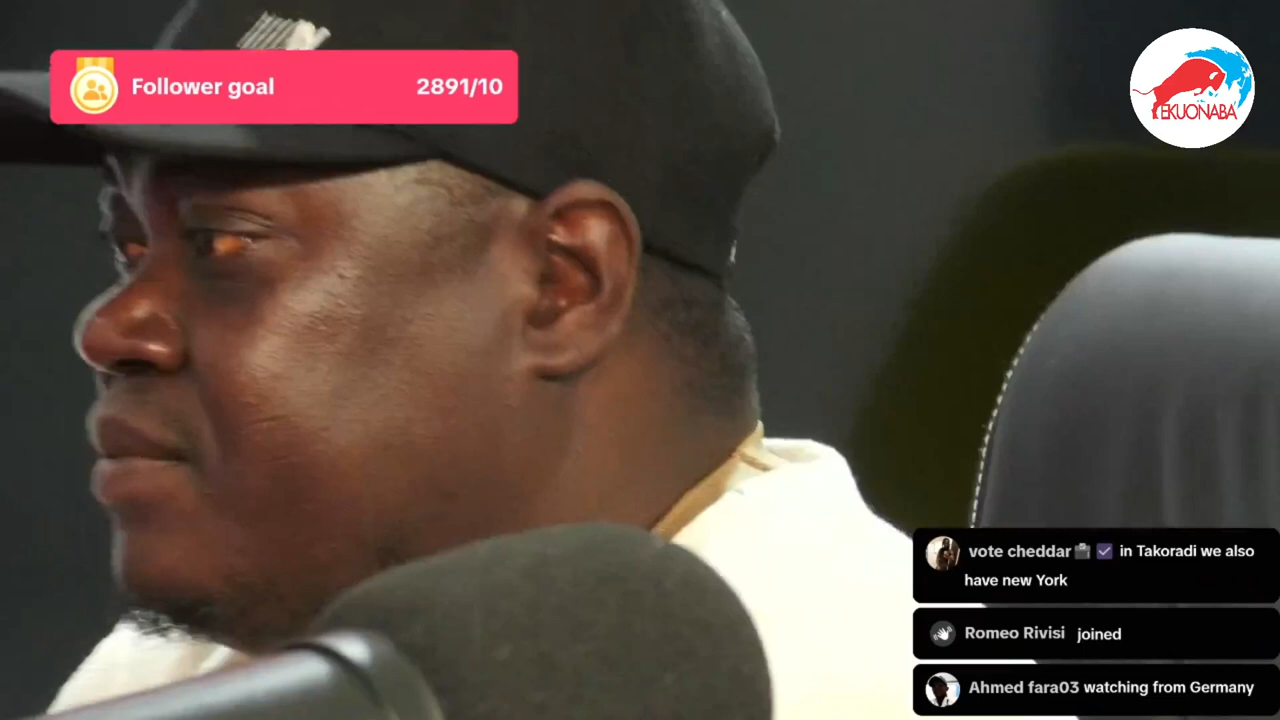 Follower goal 2891/10
EKUONABA
vote cheddar in Takoradi we also
have new York
Romeo Rivisi joined
Ahmed fara03 watching from Germany